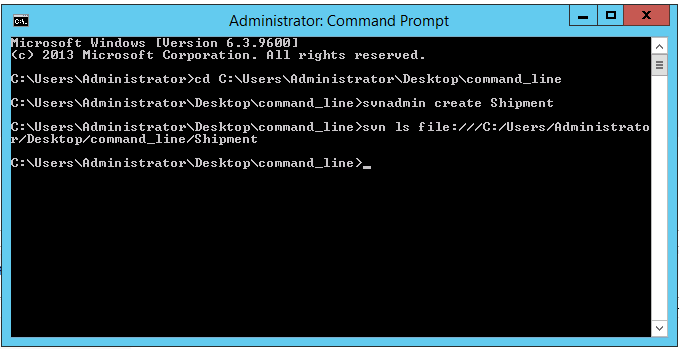 Administrator: Command Prompt
Microsoft Windows [Version 6.3.9600]
(c) 2013 Microsoft Corporation. All rights reserved.
C:\Users\Administrator>cd C:\Users\Administrator\Desktop\command_line
C:\Users\Administrator\Desktop\command_line>svnadmin create Shipment
C:\Users\Administrator\Desktop\command_line>svn ls file:///C:/Users/Administrato
r/Desktop/command_line/Shipment
C:\Users\Administrator\Desktop\command_line>_